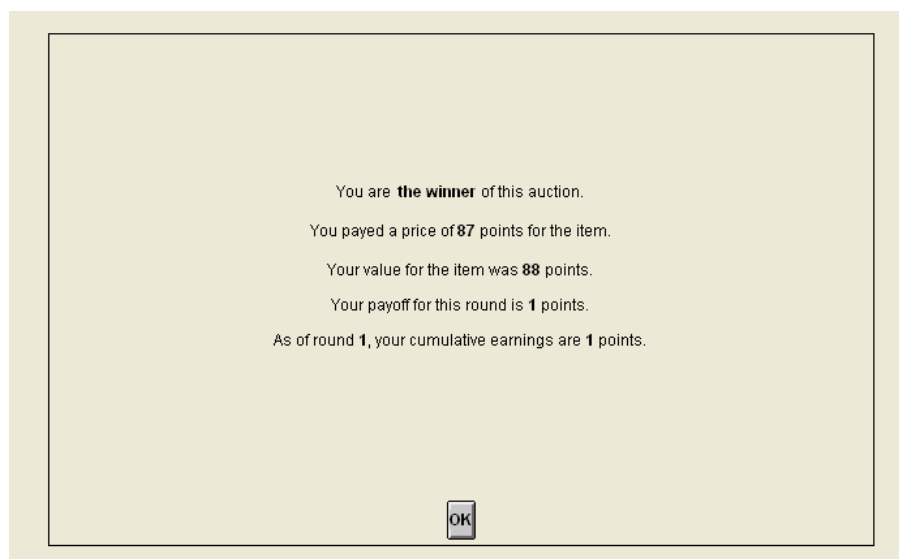 You are the winner of this auction.
You payed a price of 87 points for the item.
Your value for the item was 88 points.
Your payoff for this round is 1 points.
As of round 1, your cumulative earnings are 1 points.
OK